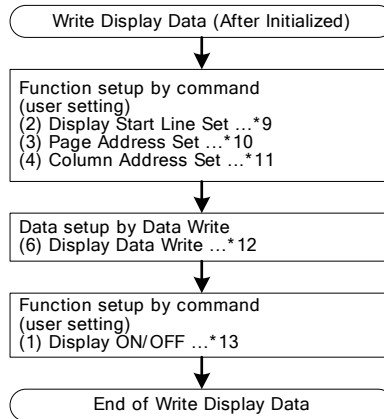 Write Display Data (After Initialized)
Function setup by command
(user setting)
(2) Display Start Line Set ...*9
(3) Page Address Set ...*10
(4) Column Address Set ...*11
Data setup by Data Write
(6) Display Data Write ...*12
Function setup by command
(user setting)
(1) Display ON/OFF ...*13
End of Write Display Data